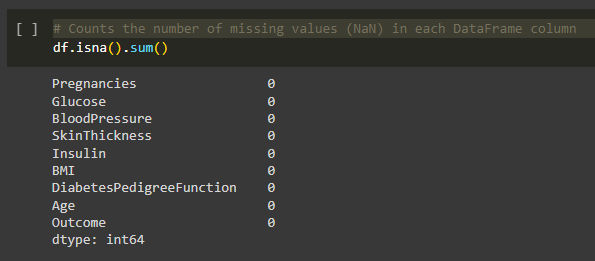 [ ] # Counts the number of missing values (NaN) in each DataFrame column
df.isna().sum()
Pregnancies 0
Glucose 0
BloodPressure 0
SkinThickness 0
Insulin 0
BMI 0
DiabetesPedigreeFunction 0
Age 0
Outcome 0
dtype: int64